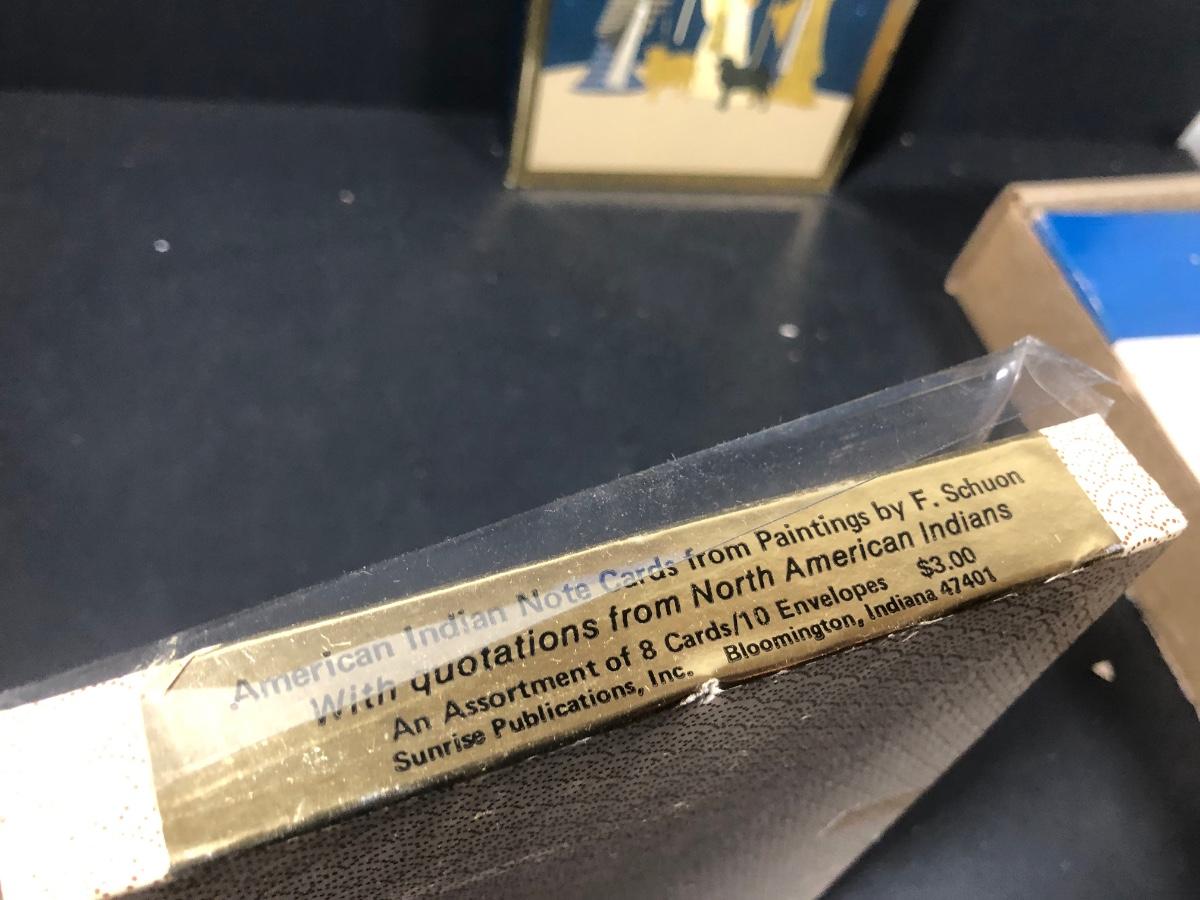 American Indian Note Cards from Paintings by F. Schuon
With quotations from North American Indians
An Assortment of 8 Cards/10 Envelopes $3.00
Sunrise Publications, Inc. Bloomington, Indiana 47401